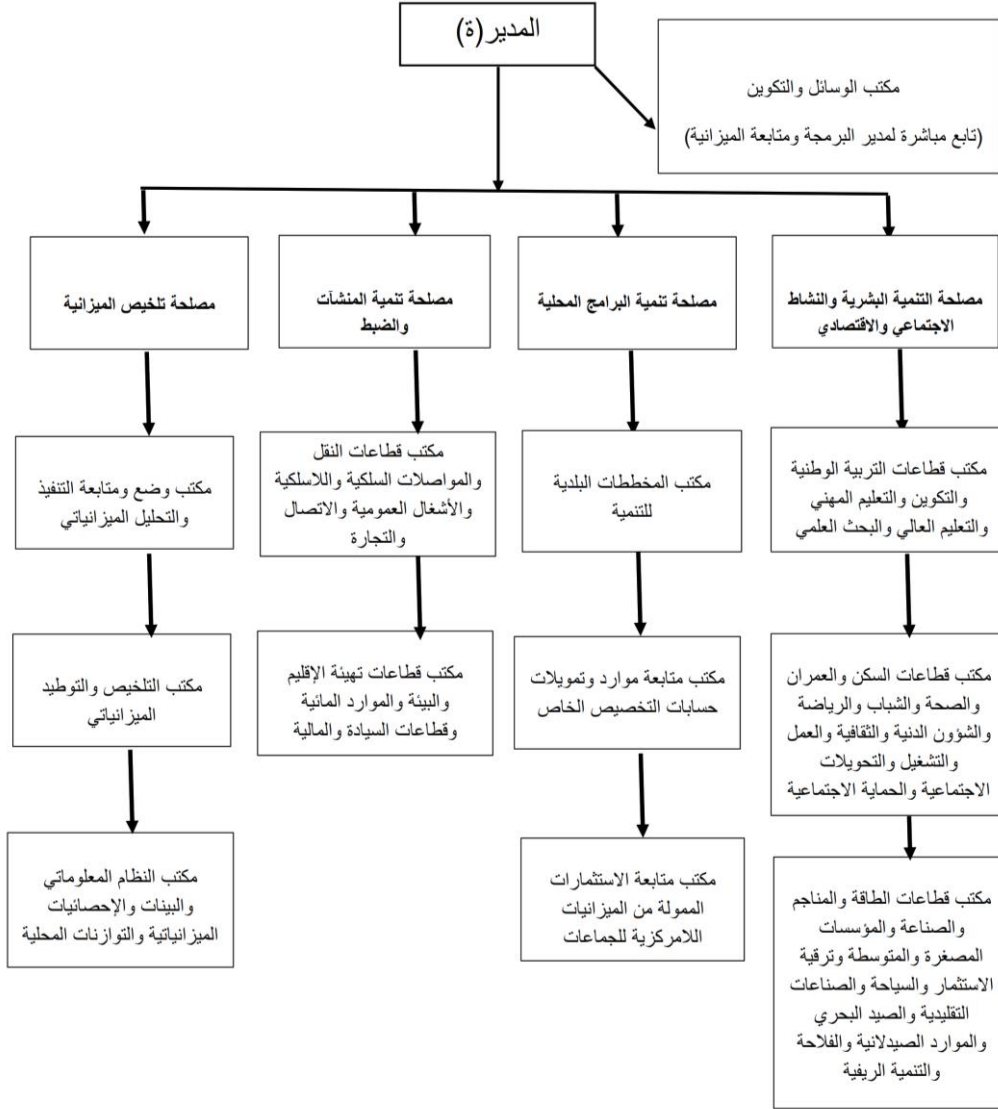 المدير(ة)
مكتب الوسائل والتكوين
(تابع مباشرة لمدير البرمجة ومتابعة الميزانية)
مصلحة التنمية البشرية والنشاط
الاجتماعي والاقتصادي
مصلحة تنمية البرامج المحلية
مصلحة تنمية المنشآت
والضبط
مصلحة تلخيص الميزانية
مكتب قطاعات التربية الوطنية
والتكوين والتعليم المهني
والتعليم العالي والبحث العلمي
مكتب المخططات البلدية
للتنمية
مكتب قطاعات النقل
والمواصلات السلكية واللاسلكية
والأشغال العمومية والاتصال
والتجارة
مكتب وضع ومتابعة التنفيذ
والتحليل الميزانياتي
مكتب قطاعات السكن والعمران
والصحة والشباب والرياضة
والشؤون الدنية والثقافية والعمل
والتشغيل والتحويلات
الاجتماعية والحماية الاجتماعية
مكتب متابعة موارد وتمويلات
حسابات التخصيص الخاص
مكتب قطاعات تهيئة الإقليم
والبيئة والموارد المائية
وقطاعات السيادة والمالية
مكتب التلخيص والتوطيد
الميزانياتي
مكتب قطاعات الطاقة والمناجم
والصناعة والمؤسسات
المصغرة والمتوسطة وترقية
الاستثمار والسياحة والصناعات
التقليدية والصيد البحري
والموارد الصيدلانية والفلاحة
والتنمية الريفية
مكتب متابعة الاستثمارات
الممولة من الميزانيات
اللامركزية للجماعات
مكتب النظام المعلوماتي
والبينات والإحصائيات
الميزانياتية والتوازنات المحلية